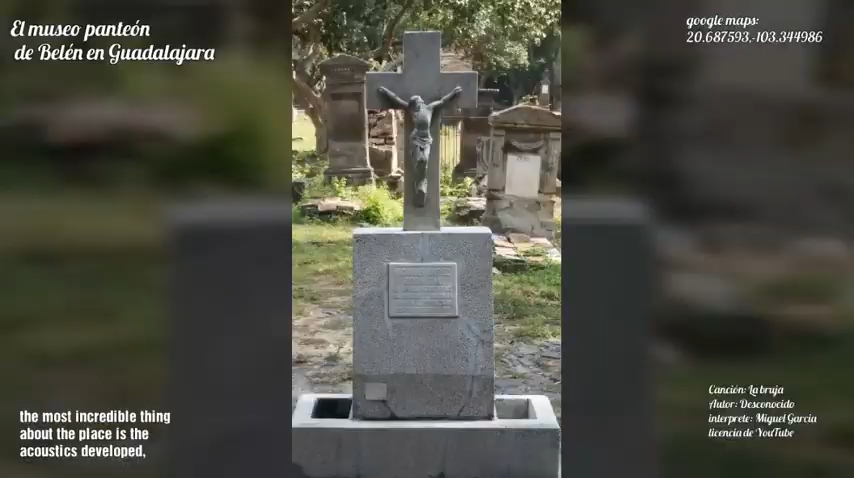 El museo panteón
de Belén en Guadalajara
google maps:
20.687593,-103.344986
the most incredible thing
about the place is the
acoustics developed,
Canción: La bruja
Autor: Desconocido
interprete: Miguel García
licencia de YouTube